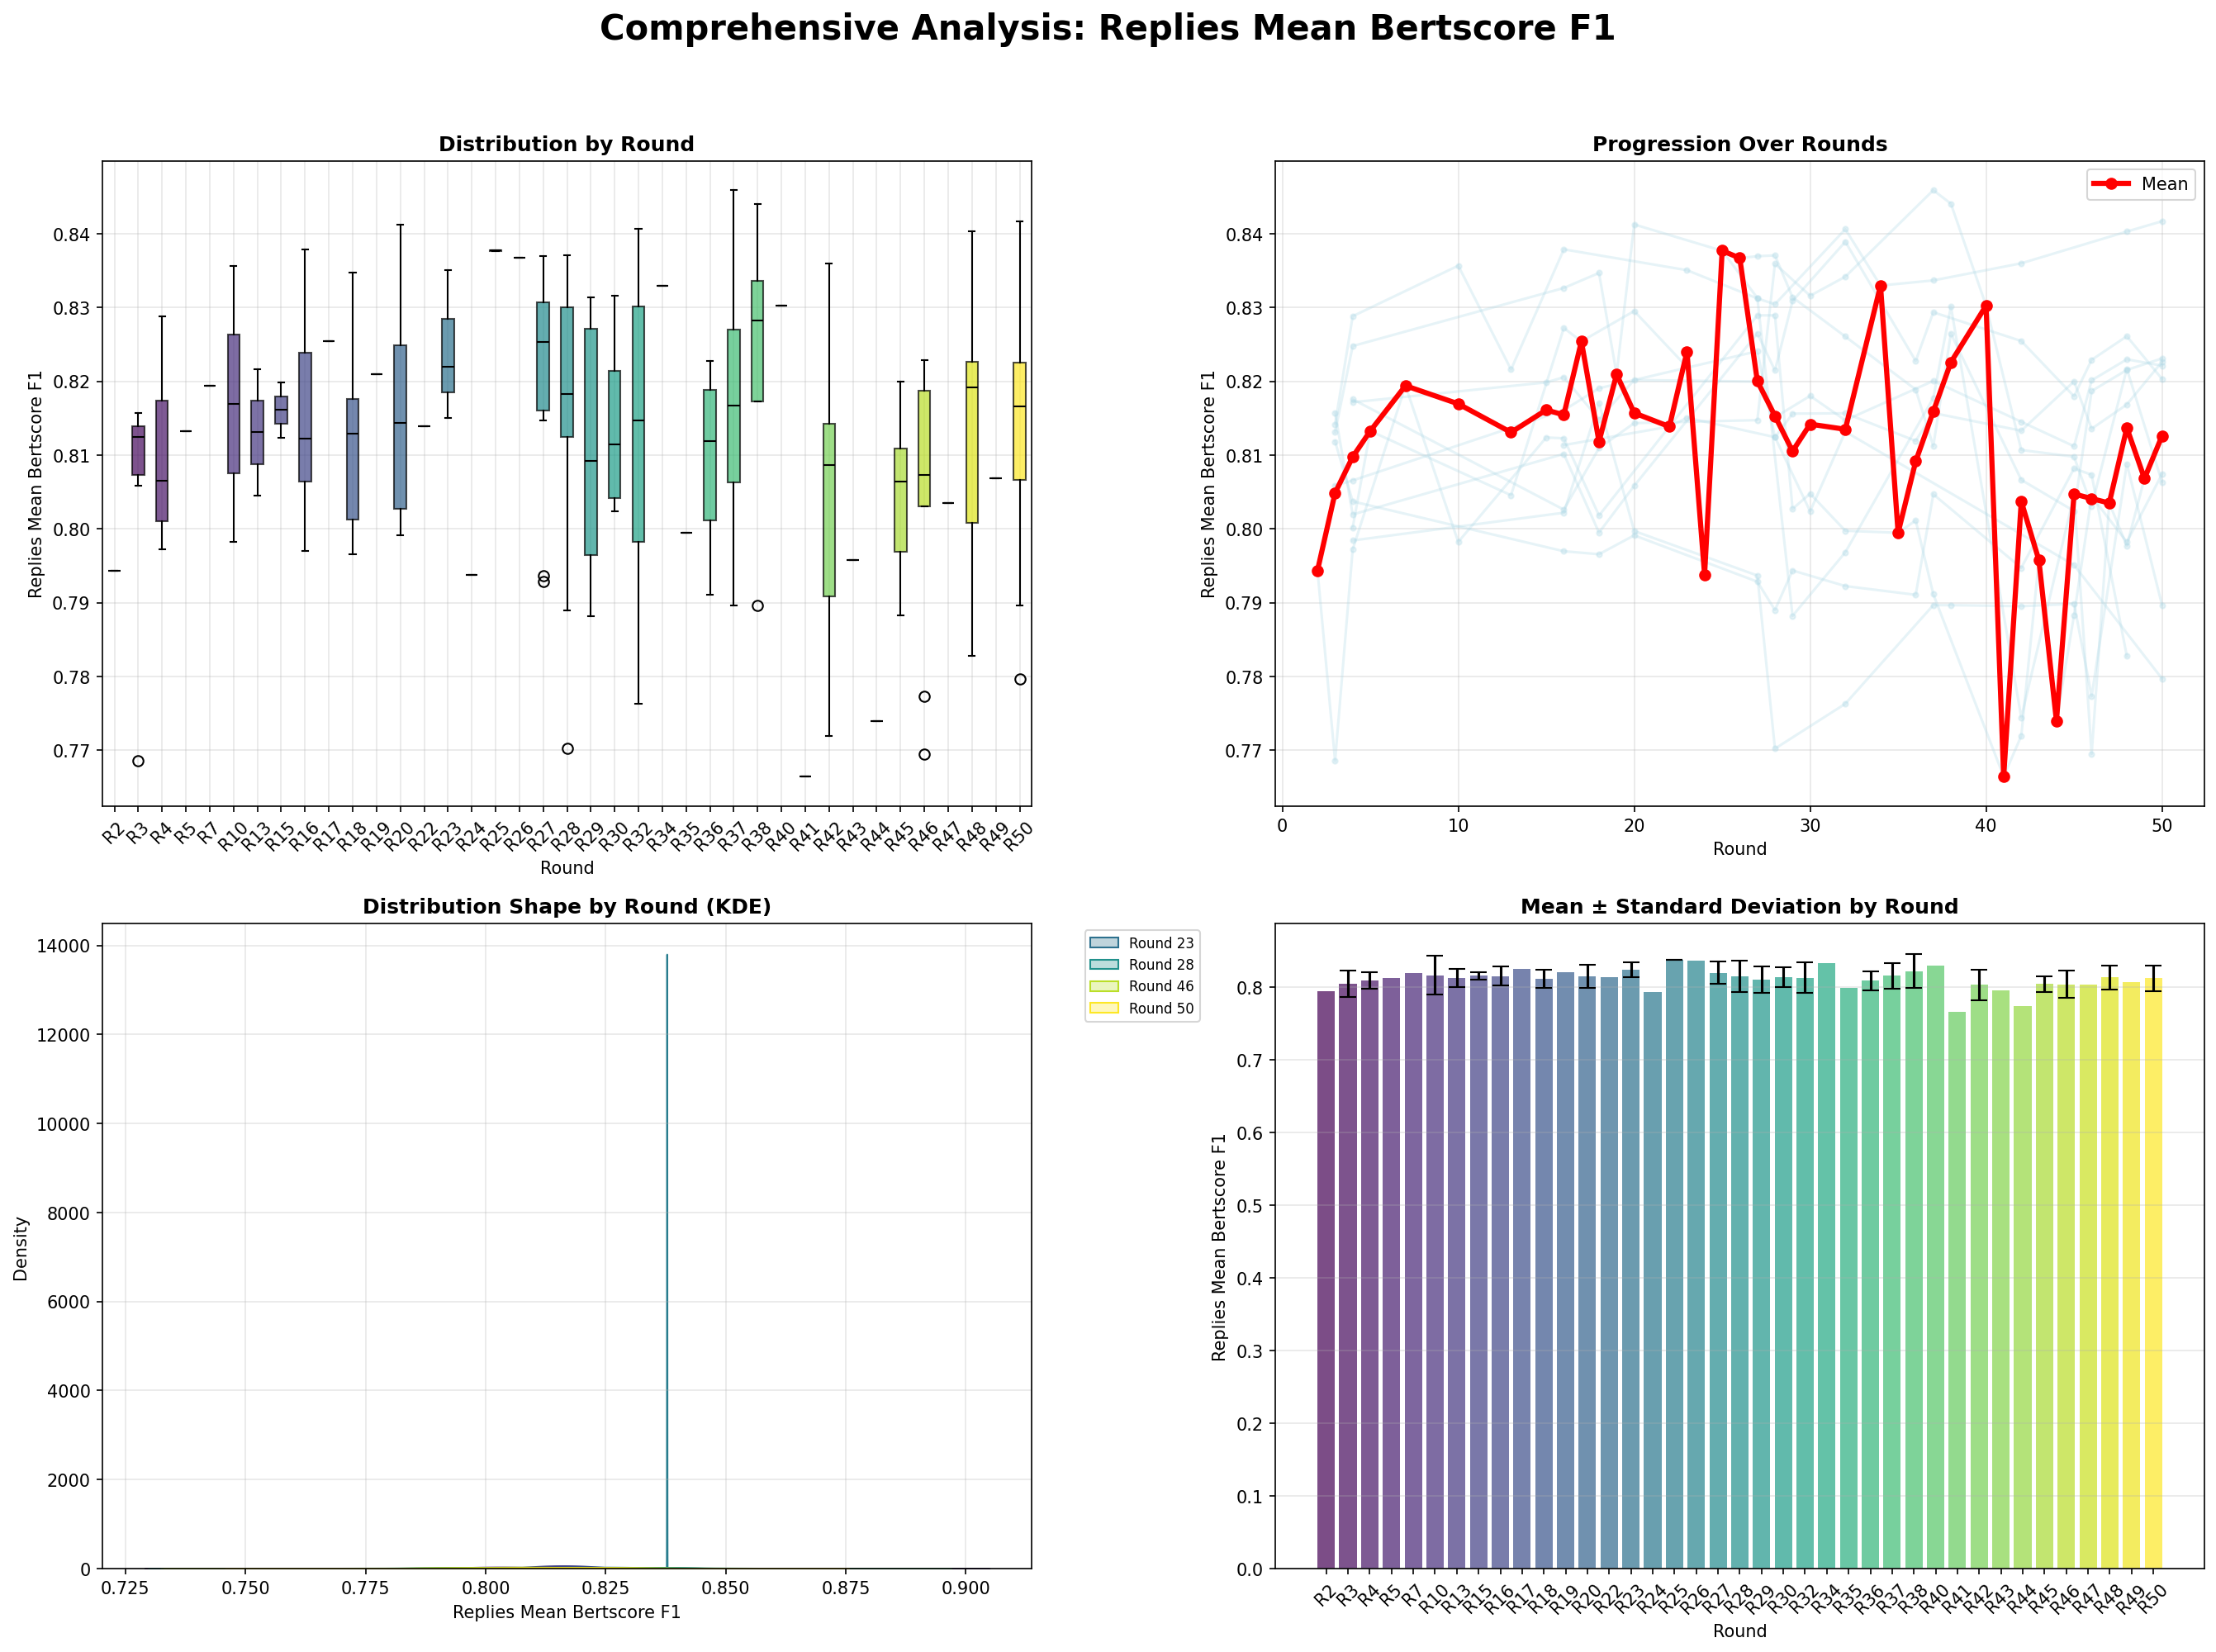 Comprehensive Analysis: Replies Mean Bertscore F1
Distribution by Round
Replies Mean Bertscore F1
0.84
0.83
0.82
0.81
0.80
0.79
0.78
0.77
R2 R3 R4 R5 R7 R10 R13 R15 R16 R17 R18 R19 R20 R22 R23 R24 R25 R26 R27 R28 R29 R30 R32 R34 R35 R36 R37 R38 R40 R41 R42 R43 R44 R45 R46 R47 R48 R49 R50
Round
Progression Over Rounds
Mean
Replies Mean Bertscore F1
0.84
0.83
0.82
0.81
0.80
0.79
0.78
0.77
0 10 20 30 40 50
Round
Distribution Shape by Round (KDE)
Round 23
Round 28
Round 46
Round 50
Density
14000
12000
10000
8000
6000
4000
2000
0
0.725 0.750 0.775 0.800 0.825 0.850 0.875 0.900
Replies Mean Bertscore F1
Mean ± Standard Deviation by Round
Replies Mean Bertscore F1
0.8
0.7
0.6
0.5
0.4
0.3
0.2
0.1
0.0
R2 R3 R4 R5 R7 R10 R13 R15 R16 R17 R18 R19 R20 R22 R23 R24 R25 R26 R27 R28 R29 R30 R32 R34 R35 R36 R37 R38 R40 R41 R42 R43 R44 R45 R46 R47 R48 R49 R50
Round